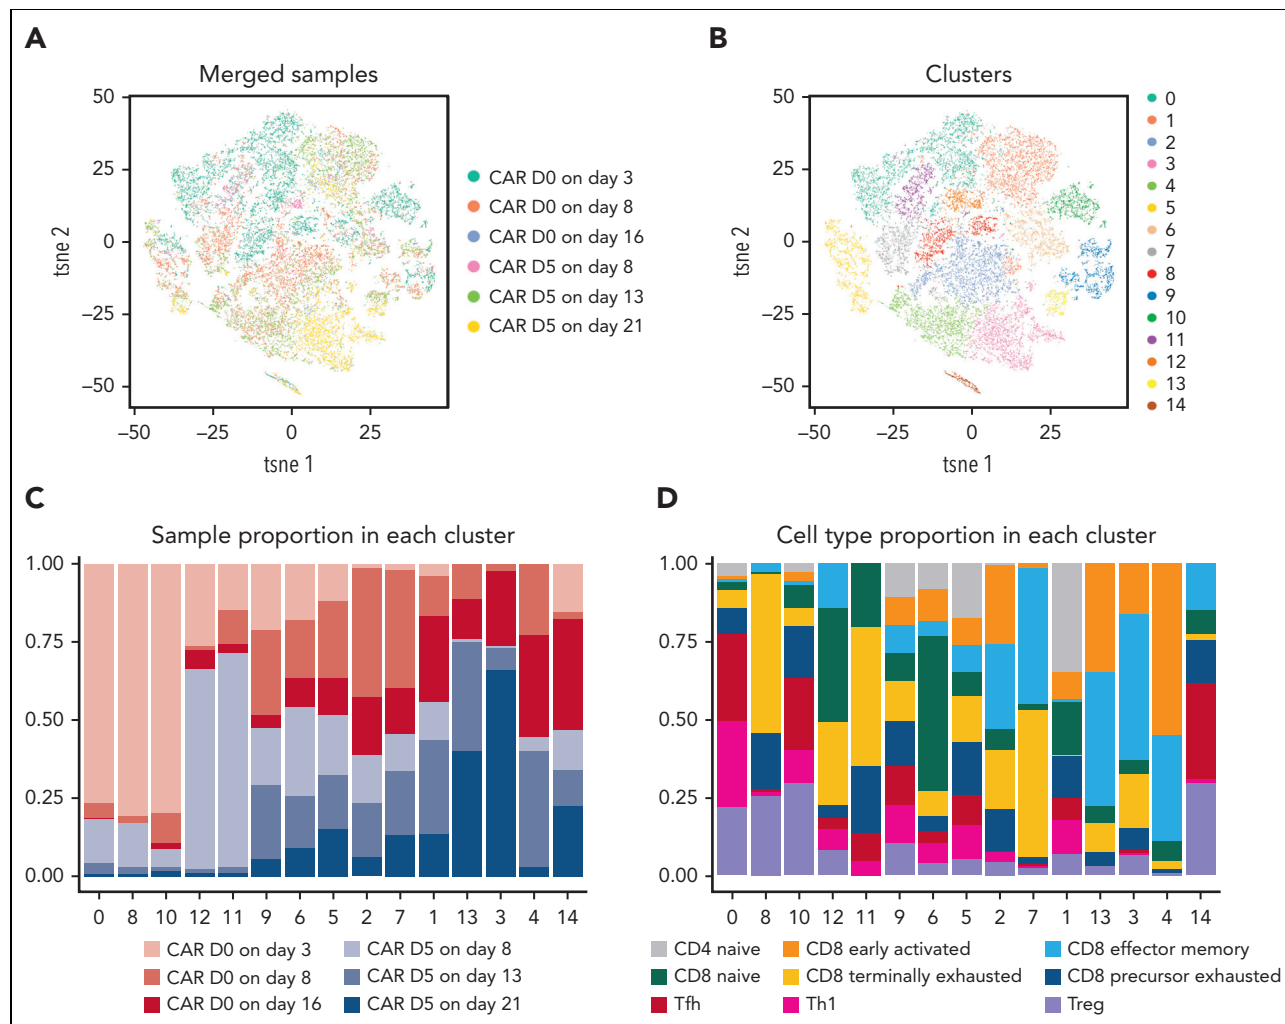 A
Merged samples
50
25
0
−25
−50
−50
−25
0
25
tsne 1
tsne 2
CAR D0 on day 3
CAR D0 on day 8
CAR D0 on day 16
CAR D5 on day 8
CAR D5 on day 13
CAR D5 on day 21
B
Clusters
50
25
0
−25
−50
−50
−25
0
25
tsne 1
tsne 2
0
1
2
3
4
5
6
7
8
9
10
11
12
13
14
C
Sample proportion in each cluster
1.00
0.75
0.50
0.25
0.00
0 8 10 12 11 9 6 5 2 7 1 13 3 4 14
CAR D0 on day 3
CAR D0 on day 8
CAR D0 on day 16
CAR D5 on day 8
CAR D5 on day 13
CAR D5 on day 21
D
Cell type proportion in each cluster
1.00
0.75
0.50
0.25
0.00
0 8 10 12 11 9 6 5 2 7 1 13 3 4 14
CD4 naive
CD8 naive
Tfh
CD8 early activated
CD8 terminally exhausted
Th1
CD8 effector memory
CD8 precursor exhausted
Treg